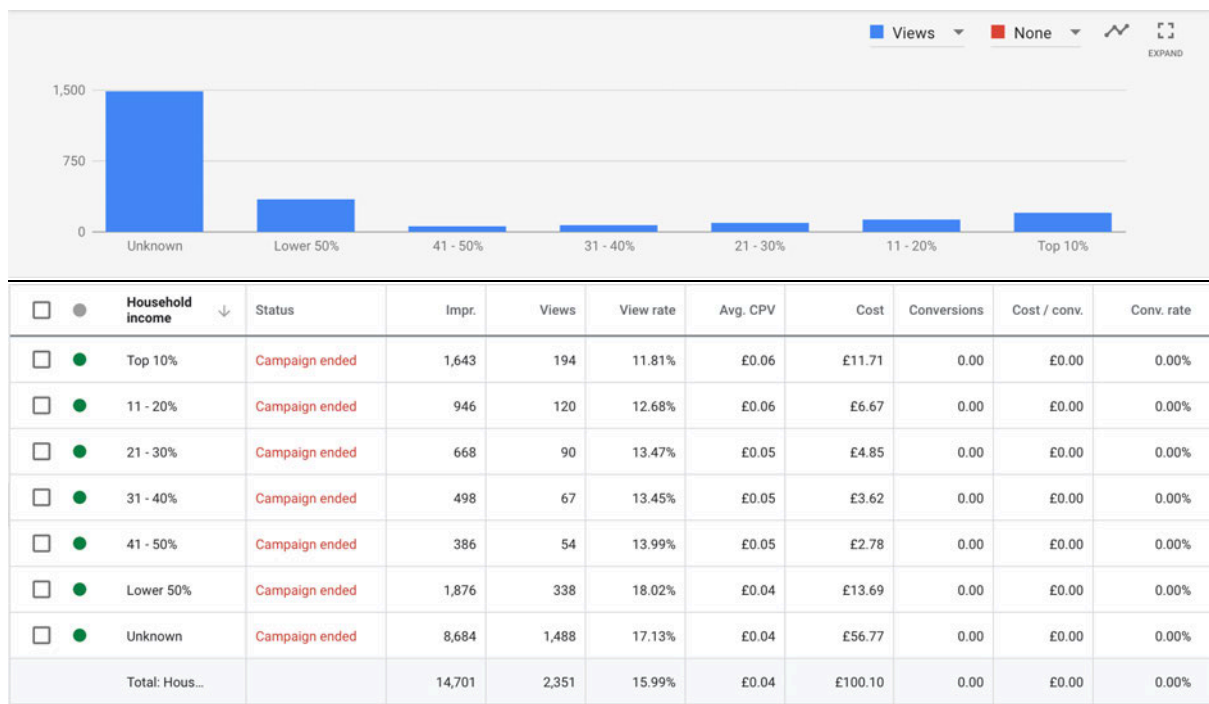 Views None
EXPAND
1,500
750
0
Unknown Lower 50% 41 - 50% 31 - 40% 21 - 30% 11 - 20% Top 10%
Household income Status Impr. Views View rate Avg. CPV Cost Conversions Cost / conv. Conv. rate
Top 10% Campaign ended 1,643 194 11.81% £0.06 £11.71 0.00 £0.00 0.00%
11 - 20% Campaign ended 946 120 12.68% £0.06 £6.67 0.00 £0.00 0.00%
21 - 30% Campaign ended 668 90 13.47% £0.05 £4.85 0.00 £0.00 0.00%
31 - 40% Campaign ended 498 67 13.45% £0.05 £3.62 0.00 £0.00 0.00%
41 - 50% Campaign ended 386 54 13.99% £0.05 £2.78 0.00 £0.00 0.00%
Lower 50% Campaign ended 1,876 338 18.02% £0.04 £13.69 0.00 £0.00 0.00%
Unknown Campaign ended 8,684 1,488 17.13% £0.04 £56.77 0.00 £0.00 0.00%
Total: Hous... 14,701 2,351 15.99% £0.04 £100.10 0.00 £0.00 0.00%